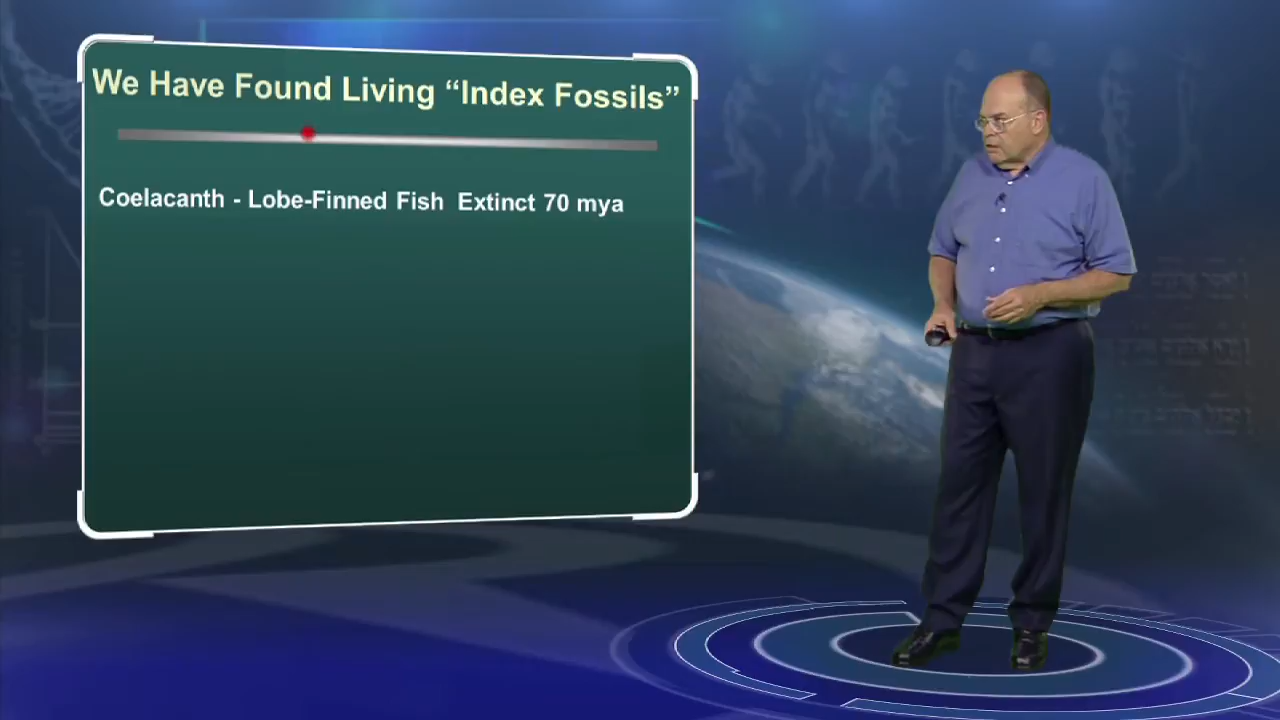 We Have Found Living “Index Fossils”
Coelacanth - Lobe-Finned Fish Extinct 70 mya